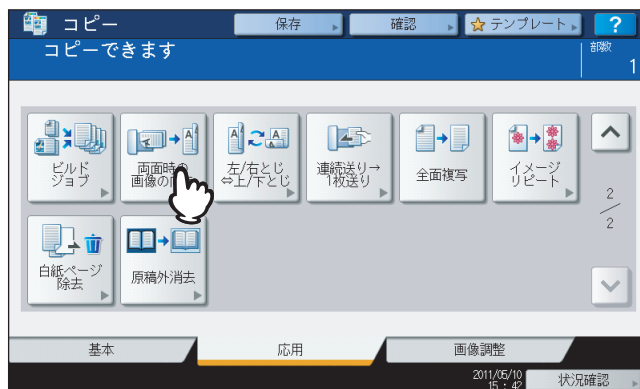 コピー
保存
確認
テンプレート
?
コピーできます
部数
1
ビルド
ジョブ
両面時の
画像の
左/右とじ
⇔上/下とじ
連続送り→
1枚送り
全面複写
イメージ
リピート
2
2
白紙ページ
除去
原稿外消去
基本
応用
画像調整
2011/05/10
15 : 42
状況確認